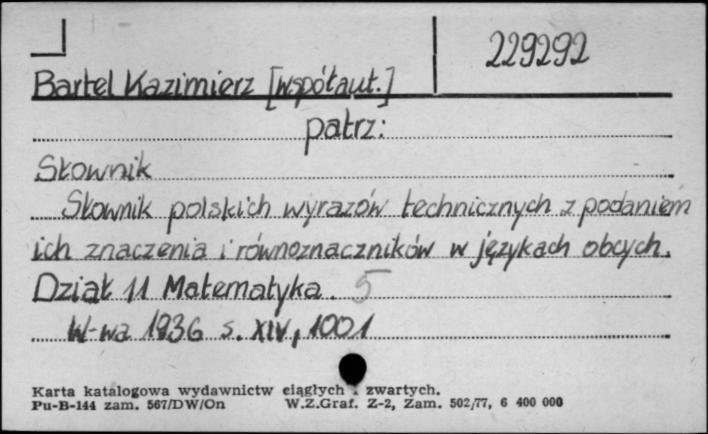 229292
Bartel Kazimierz [współaut.]
patrz:
Słownik
Słownik polskich wyrazów technicznych z podaniem
ich znaczenia i równoznaczników w językach obcych.
Dział 11 Matematyka. 5
W-wa 1936 s. XIV, 1001
Karta katalogowa wydawnictw ciągłych i zwartych.
Pu-B-144 zam. 567/DW/On W.Z.Graf. Z-2, Zam. 502/77, 6 400 000